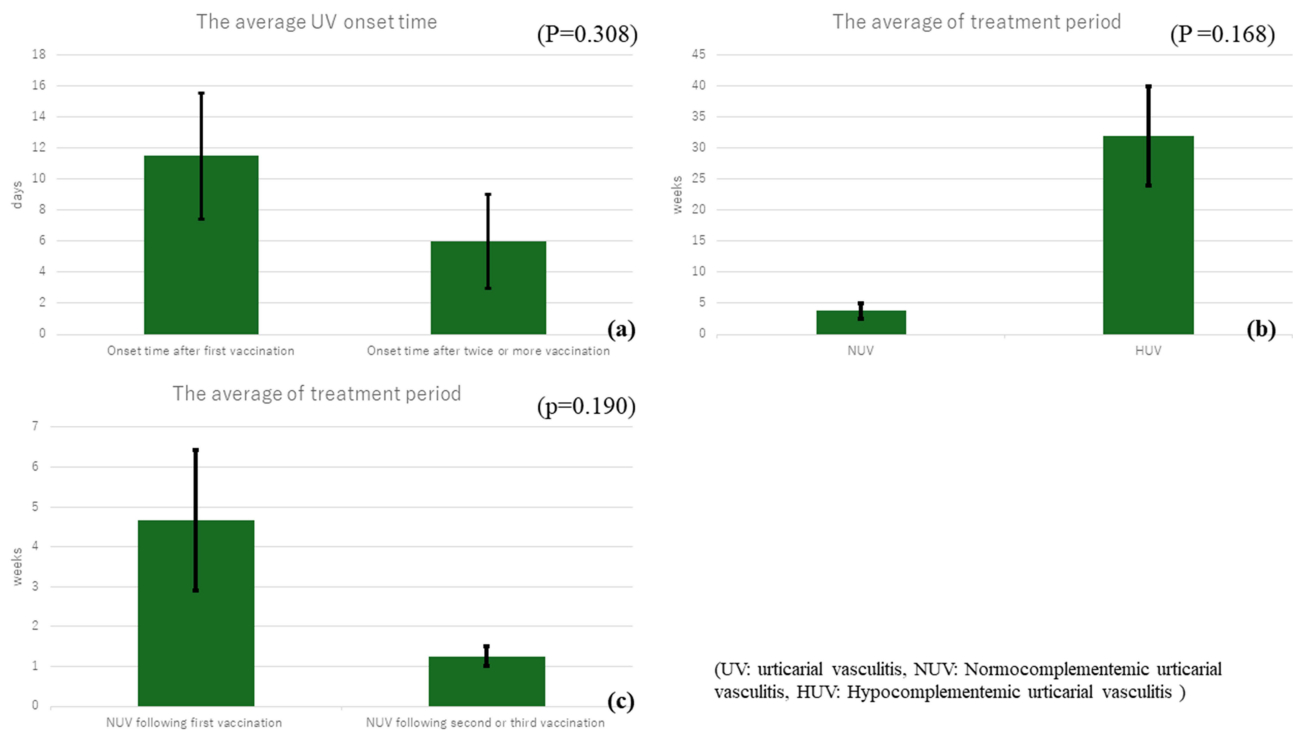 The average UV onset time
(P=0.308)
18
16
14
12
10
8
6
4
2
0
days
Onset time after first vaccination
Onset time after twice or more vaccination
(a)
The average of treatment period
(P =0.168)
45
40
35
30
25
20
15
10
5
0
weeks
NUV
HUV
(b)
The average of treatment period
(p=0.190)
7
6
5
4
3
2
1
0
weeks
NUV following first vaccination
NUV following second or third vaccination
(c)
(UV: urticarial vasculitis, NUV: Normocomplementemic urticarial
vasculitis, HUV: Hypocomplementemic urticarial vasculitis )